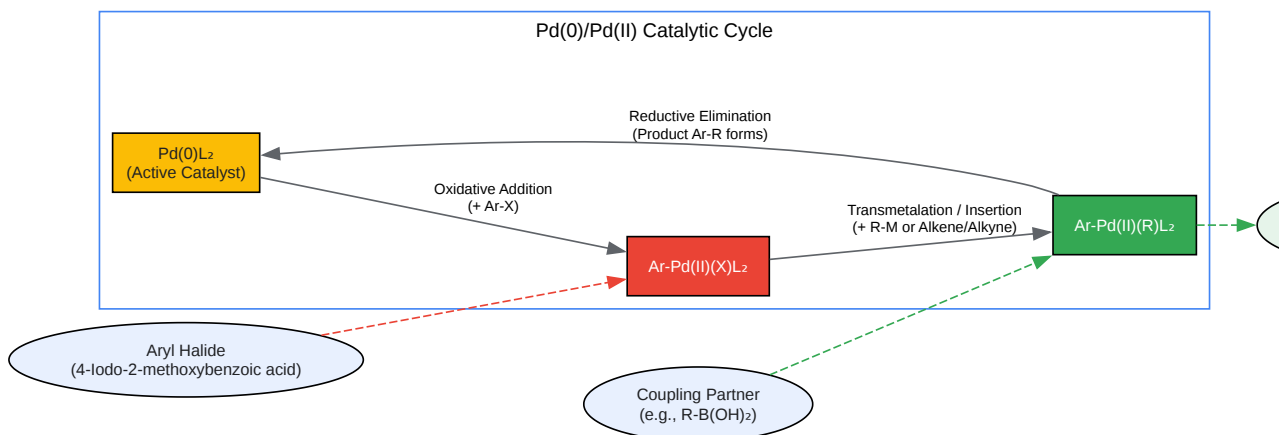 Pd(0)/Pd(II) Catalytic Cycle
Reductive Elimination
(Product Ar-R forms)
Pd(0)L₂
(Active Catalyst)
Oxidative Addition
(+ Ar-X)
Transmetalation / Insertion
(+ R-M or Alkene/Alkyne)
Ar-Pd(II)(R)L₂
Ar-Pd(II)(X)L₂
Aryl Halide
(4-Iodo-2-methoxybenzoic acid)
Coupling Partner
(e.g., R-B(OH)₂)